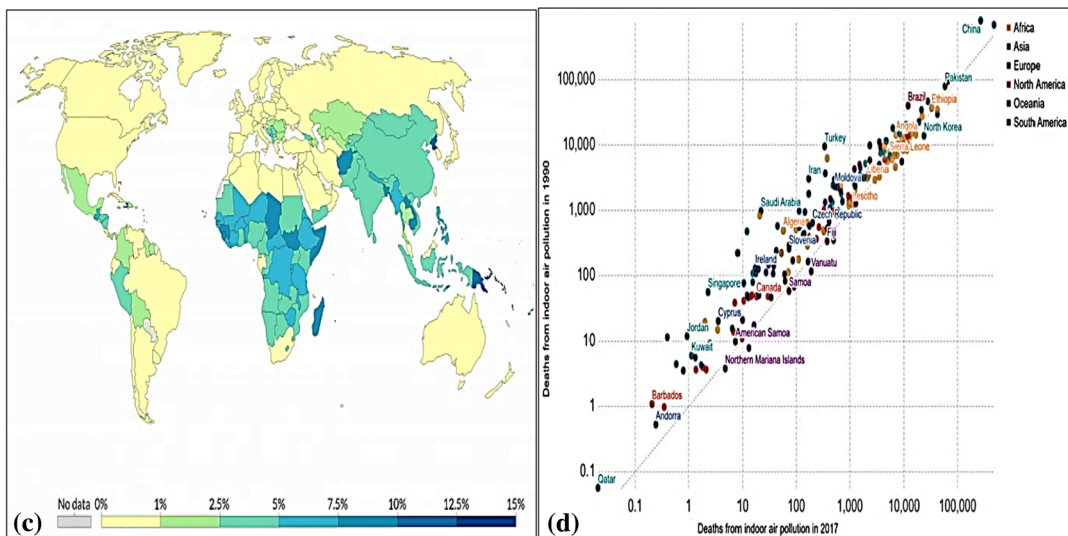 No data
0%
1%
2.5%
5%
7.5%
10%
12.5%
15%
(c)
Deaths from indoor air pollution in 1990
100,000
10,000
1,000
100
10
1
0.1
China
Pakistan
Brazil
Ethiopia
Angola
North Korea
Turkey
Sierra Leone
Iran
Moldova
Liberia
Lesotho
Saudi Arabia
Algeria
Czech Republic
Fiji
Slovenia
Ireland
Vanuatu
Singapore
Canada
Samoa
Cyprus
Jordan
American Samoa
Kuwait
Northern Mariana Islands
Barbados
Andorra
Qatar
Africa
Asia
Europe
North America
Oceania
South America
0.1
1
10
100
1,000
10,000
100,000
Deaths from indoor air pollution in 2017
(d)